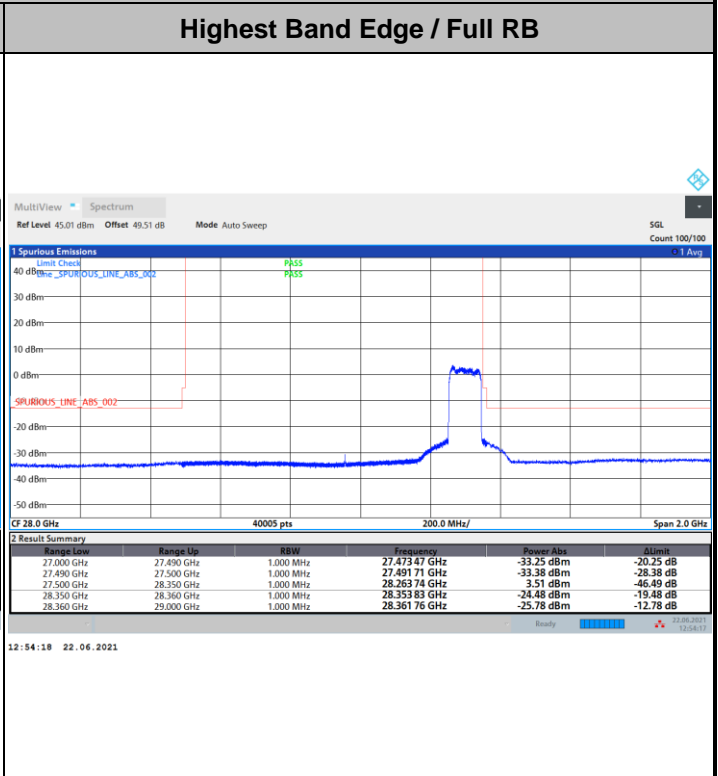 Highest Band Edge / Full RB
MultiView Spectrum
Ref Level 45.01 dBm Offset 49.51 dB Mode Auto Sweep SGL
Count 100/100
1 Spurious Emissions 1 Avg
Limit Check PASS
40 dBm Line _SPURIOUS_LINE_ABS_002 PASS
30 dBm
20 dBm
10 dBm
0 dBm
_SPURIOUS_LINE_ABS_002
-20 dBm
-30 dBm
-40 dBm
-50 dBm
CF 28.0 GHz 40005 pts 200.0 MHz/ Span 2.0 GHz
2 Result Summary
Range Low Range Up RBW Frequency Power Abs ΔLimit
27.000 GHz 27.490 GHz 1.000 MHz 27.473 47 GHz -33.25 dBm -20.25 dB
27.490 GHz 27.500 GHz 1.000 MHz 27.491 71 GHz -33.38 dBm -28.38 dB
27.500 GHz 28.350 GHz 1.000 MHz 28.263 74 GHz 3.51 dBm -46.49 dB
28.350 GHz 28.360 GHz 1.000 MHz 28.353 83 GHz -24.48 dBm -19.48 dB
28.360 GHz 29.000 GHz 1.000 MHz 28.361 76 GHz -25.78 dBm -12.78 dB
Ready 22.06.2021
12:54:17
12:54:18 22.06.2021